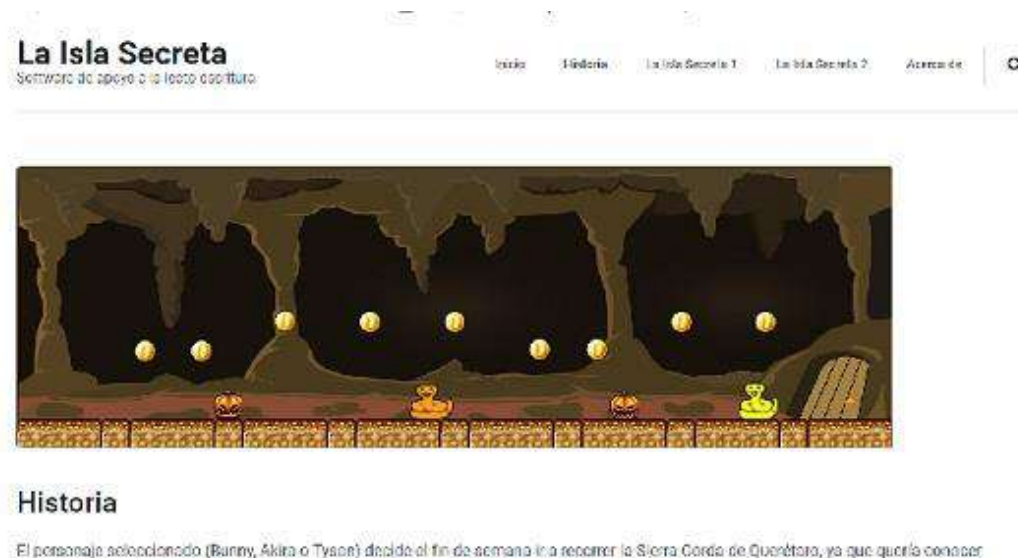 La Isla Secreta
Software de apoyo a la lecto escritura
Inicio Historia La Isla Secreta 1 La Isla Secreta 2 Acerca de
Historia
El personaje seleccionado (Bunny, Akira o Tyson) decide el fin de semana ir a recorrer la Sierra Gorda de Querétaro, ya que quería conocer